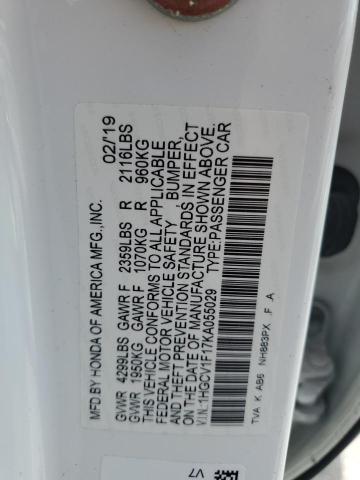 MFD BY HONDA OF AMERICA MFG.,INC. 02/19
GVWR 4299LBS GAWR F 2359LBS R 2116LBS
GVWR 1950KG GAWR F 1070KG R 960KG
THIS VEHICLE CONFORMS TO ALL APPLICABLE
FEDERAL MOTOR VEHICLE SAFETY, BUMPER,
AND THEFT PREVENTION STANDARDS IN EFFECT
ON THE DATE OF MANUFACTURE SHOWN ABOVE.
V.I.N.:1HGCV1F17KA055029 TYPE:PASSENGER CAR
TVA K AB6 NH883PX F A
V7